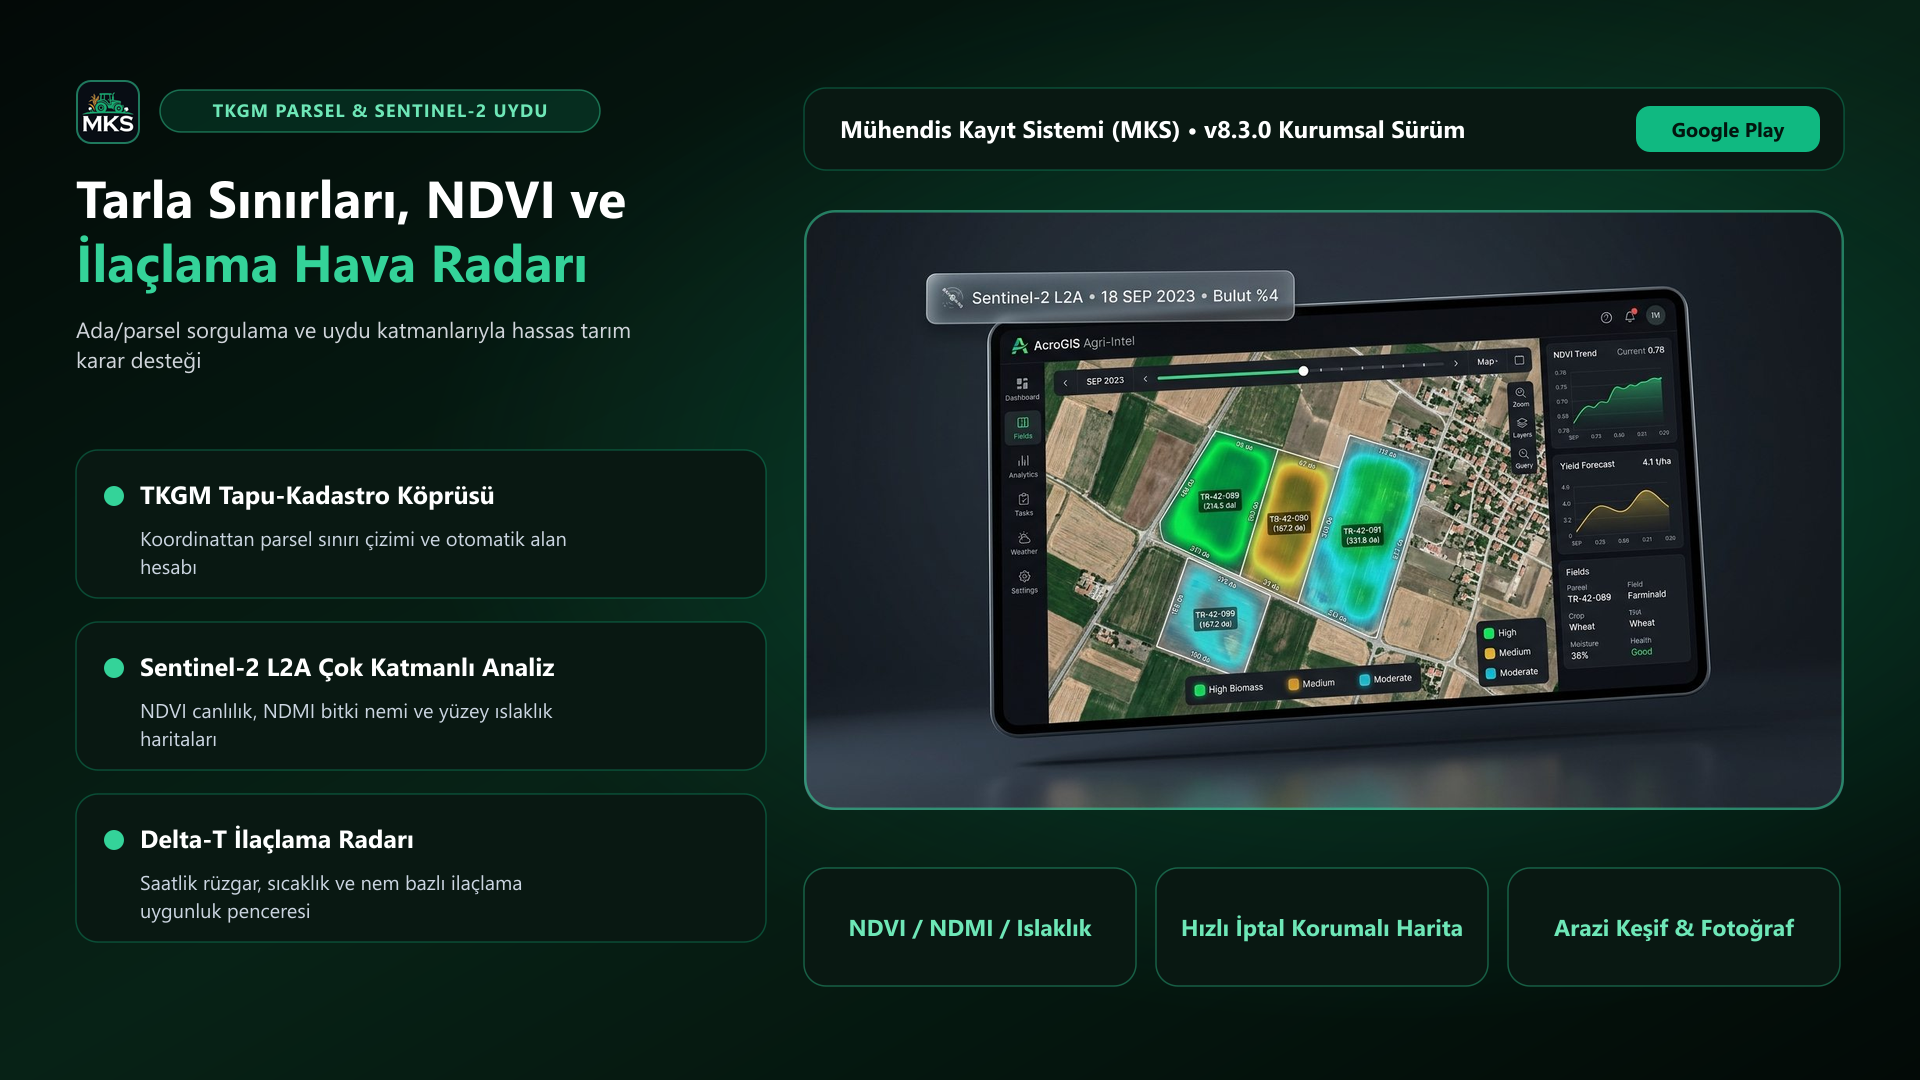 MKS
TKGM PARSEL & SENTINEL-2 UYDU
Tarla Sınırları, NDVI ve
İlaçlama Hava Radarı
Ada/parsel sorgulama ve uydu katmanlarıyla hassas tarım
karar desteği
TKGM Tapu-Kadastro Köprüsü
Koordinattan parsel sınırı çizimi ve otomatik alan
hesabı
Sentinel-2 L2A Çok Katmanlı Analiz
NDVI canlılık, NDMI bitki nemi ve yüzey ıslaklık
haritaları
Delta-T İlaçlama Radarı
Saatlik rüzgar, sıcaklık ve nem bazlı ilaçlama
uygunluk penceresi
Mühendis Kayıt Sistemi (MKS) • v8.3.0 Kurumsal Sürüm
Google Play
Sentinel-2 L2A • 18 SEP 2023 • Bulut %4
AcroGIS Agri-Intel
Dashboard
Fields
Analytics
Tasks
Weather
Settings
SEP 2023
Map
Zoom
Layers
Query
TR-42-089
(214.5 da)
TB-42-090
(167.2 da)
TR-42-091
(331.8 da)
TR-42-099
(167.2 da)
High Biomass
Medium
Moderate
High
Medium
Moderate
NDVI Trend
Current 0.78
Yield Forecast
4.1 t/ha
Fields
Field
TR-42-089
Farminald
Crop
Wheat
Wheat
Moisture
Health
38%
Good
NDVI / NDMI / Islaklık
Hızlı İptal Korumalı Harita
Arazi Keşif & Fotoğraf